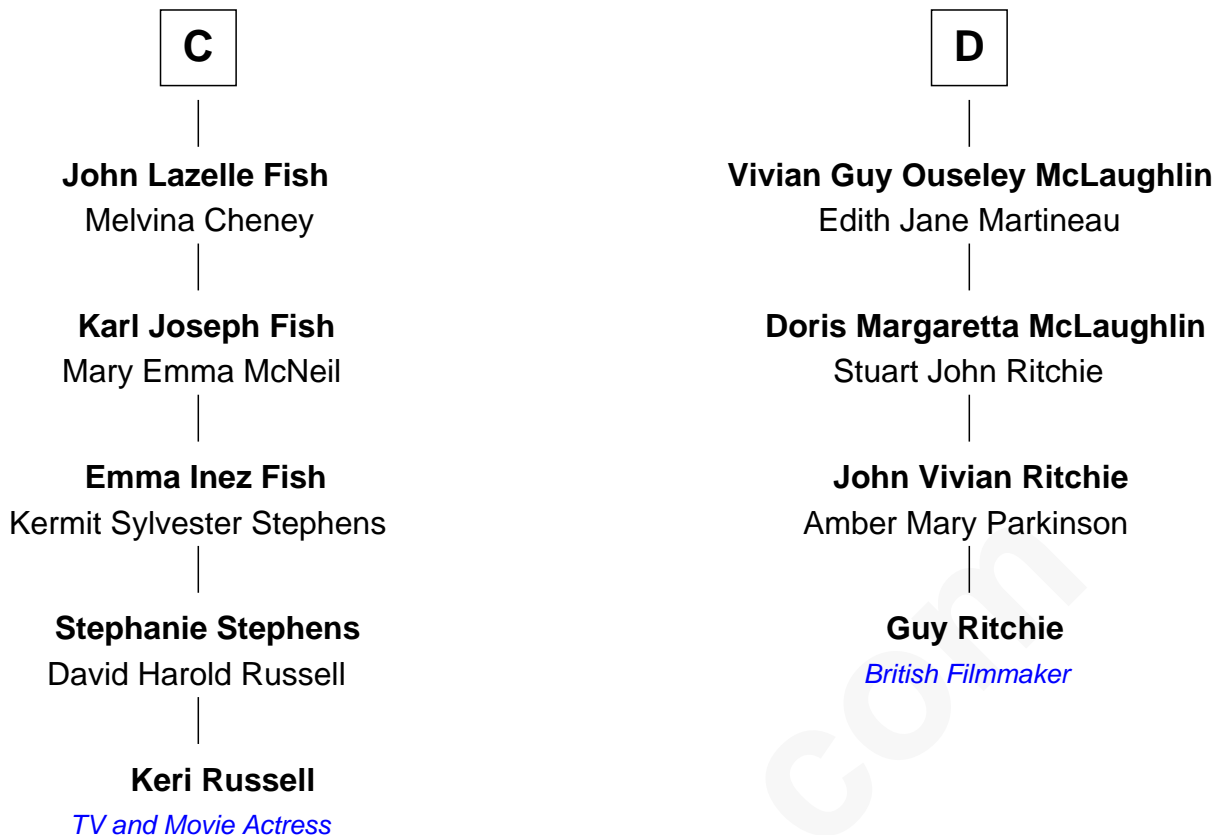 C
John Lazelle Fish
Melvina Cheney
Karl Joseph Fish
Mary Emma McNeil
Emma Inez Fish
Kermit Sylvester Stephens
Stephanie Stephens
David Harold Russell
Keri Russell
TV and Movie Actress
D
Vivian Guy Ouseley McLaughlin
Edith Jane Martineau
Doris Margaretta McLaughlin
Stuart John Ritchie
John Vivian Ritchie
Amber Mary Parkinson
Guy Ritchie
British Filmmaker
com